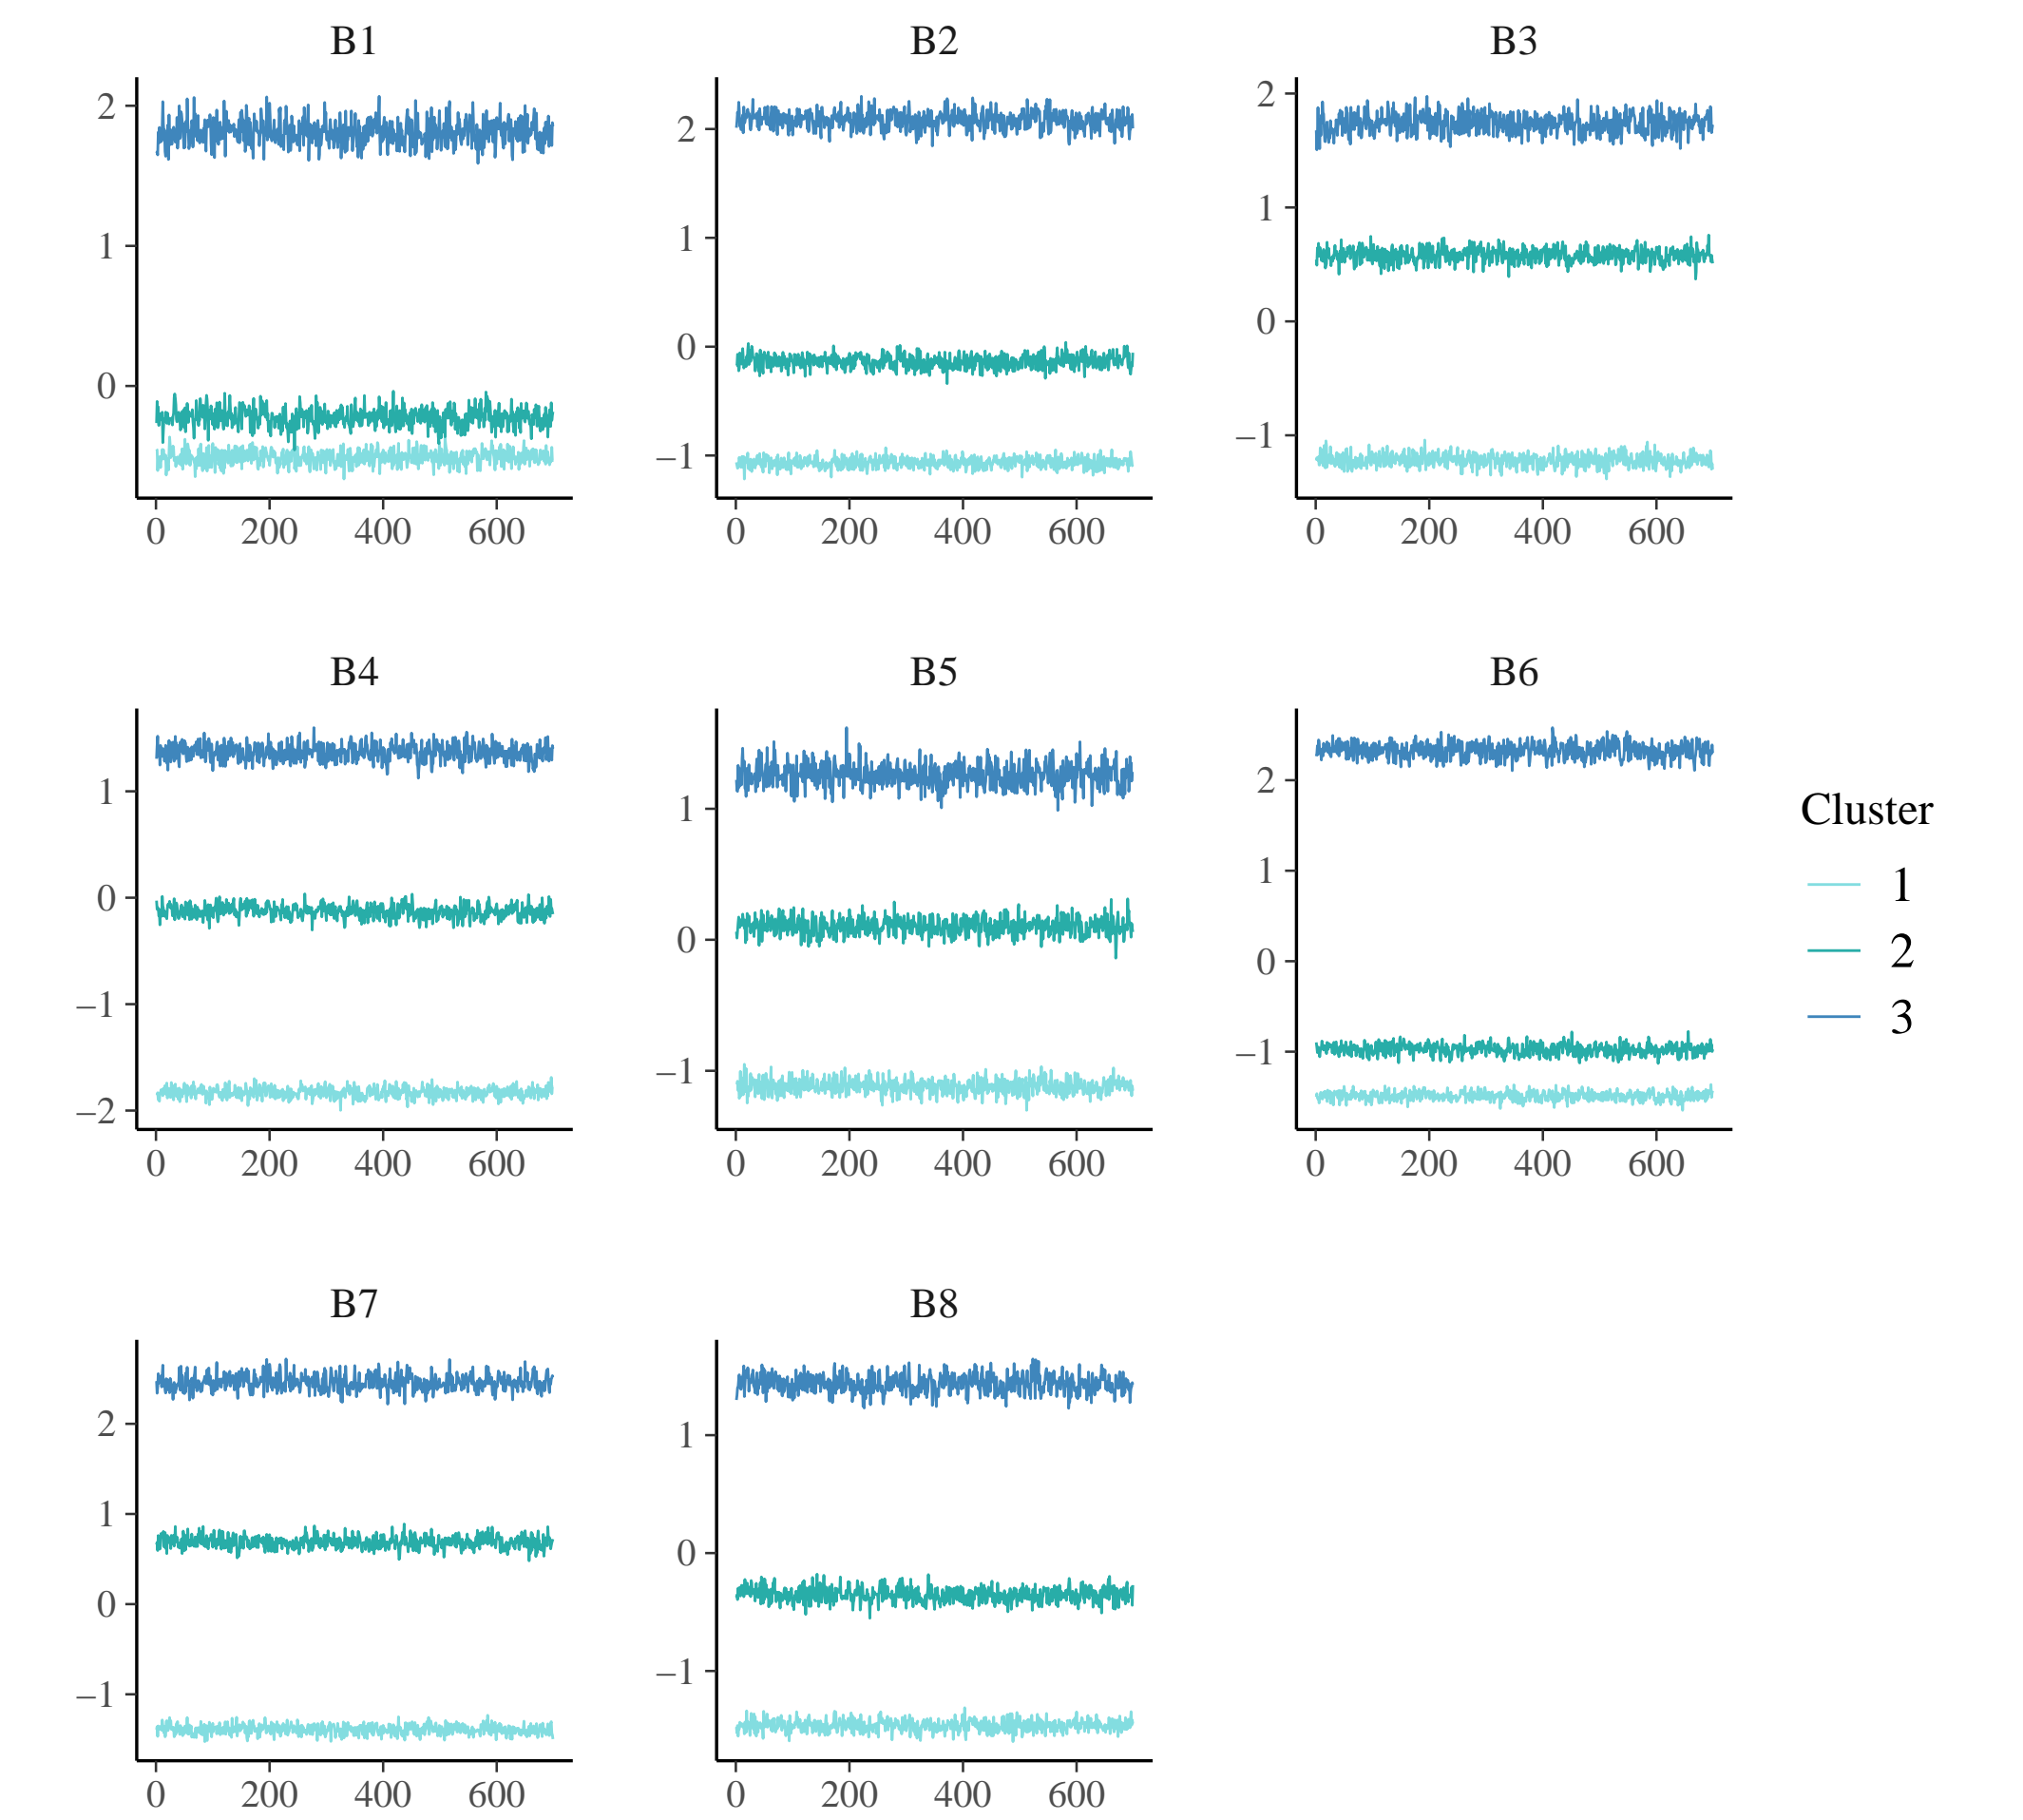 B1 B2 B3
2 2 2
1 1 1
0 0 0
−1 −1
0 200 400 600 0 200 400 600 0 200 400 600
B4 B5 B6
1 1 2
0 0 1
−1 −1 0
−2 −1
0 200 400 600 0 200 400 600 0 200 400 600
Cluster
1
2
3
B7 B8
2 1
1 0
0 −1
−1
0 200 400 600 0 200 400 600